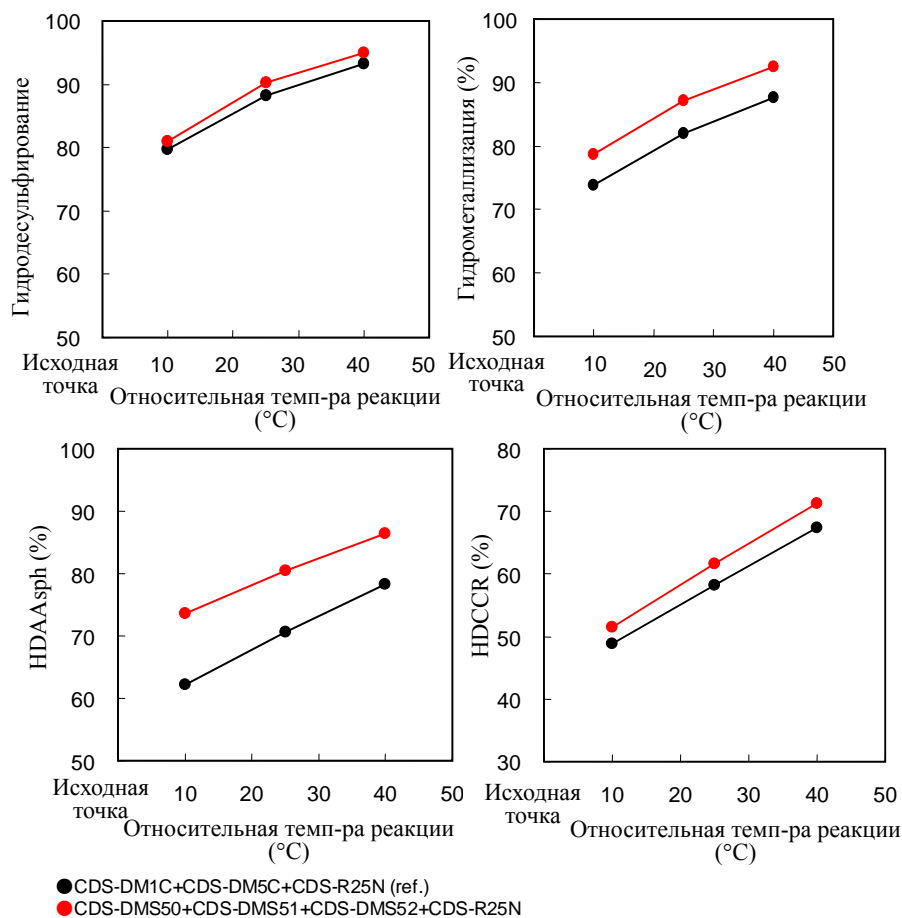 Гидродесульфирование
100
90
80
70
60
50
Исходная точка
10
20
30
40
50
Относительная темп-ра реакции
(°C)
Гидрометаллизация (%)
100
90
80
70
60
50
Исходная точка
10
20
30
40
50
Относительная темп-ра реакции
(°C)
HDAAsph (%)
100
90
80
70
60
50
Исходная
точка
10
20
30
40
50
Относительная темп-ра реакции
(°C)
HDCCR (%)
80
70
60
50
40
30
Исходная
точка
10
20
30
40
50
Относительная темп-ра реакции
(°C)
CDS-DM1C+CDS-DM5C+CDS-R25N (ref.)
CDS-DMS50+CDS-DMS51+CDS-DMS52+CDS-R25N